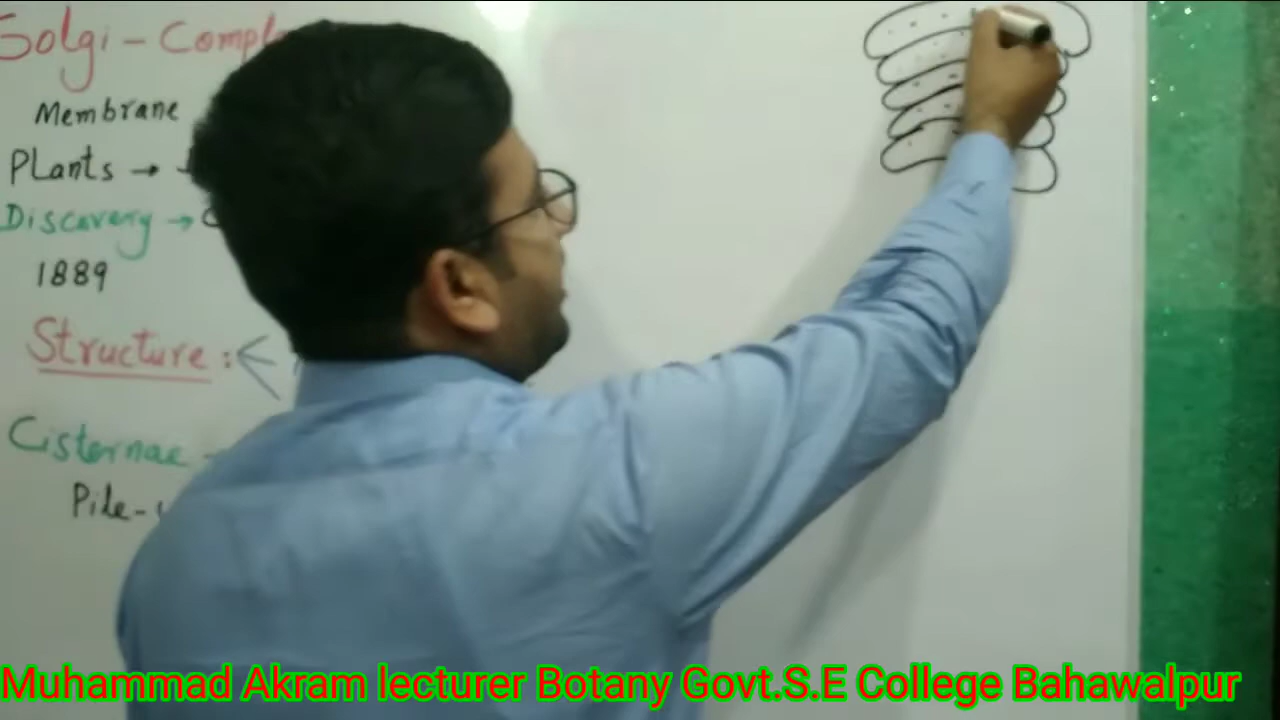 Golgi - Compl
Membrane
Plants →
Discovery →
1889
Structure :
Cisternae -
Pile -
Muhammad Akram lecturer Botany Govt.S.E College Bahawalpur